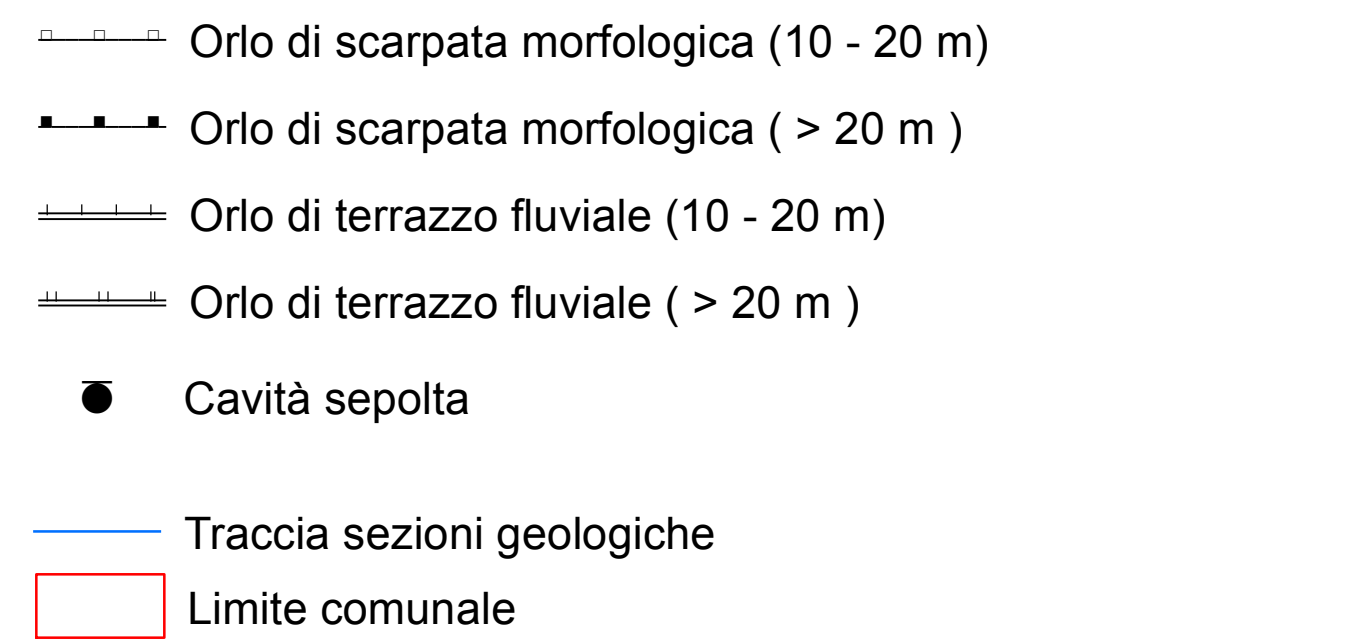 Orlo di scarpata morfologica (10 - 20 m)
Orlo di scarpata morfologica ( > 20 m )
Orlo di terrazzo fluviale (10 - 20 m)
Orlo di terrazzo fluviale ( > 20 m )
Cavità sepolta
Traccia sezioni geologiche
Limite comunale